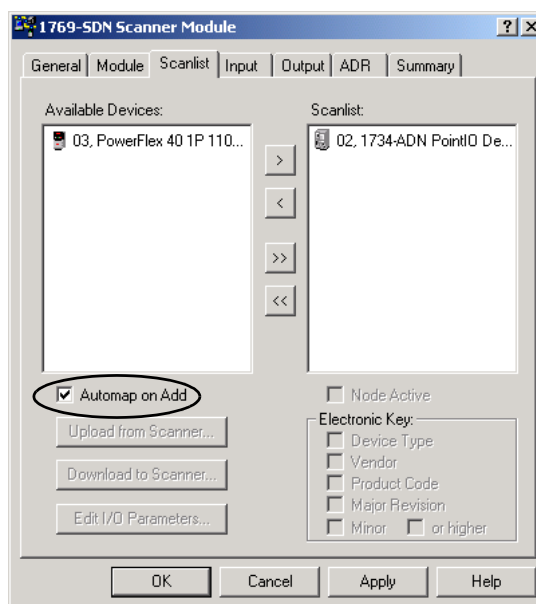 1769-SDN Scanner Module
General Module Scanlist Input Output ADR Summary
Available Devices:
Scanlist:
03, PowerFlex 40 1P 110...
02, 1734-ADN PointIO De...
>
<
>>
<<
Automap on Add
Node Active
Upload from Scanner...
Electronic Key:
Device Type
Vendor
Download to Scanner...
Product Code
Major Revision
Edit I/O Parameters...
Minor or higher
OK Cancel Apply Help